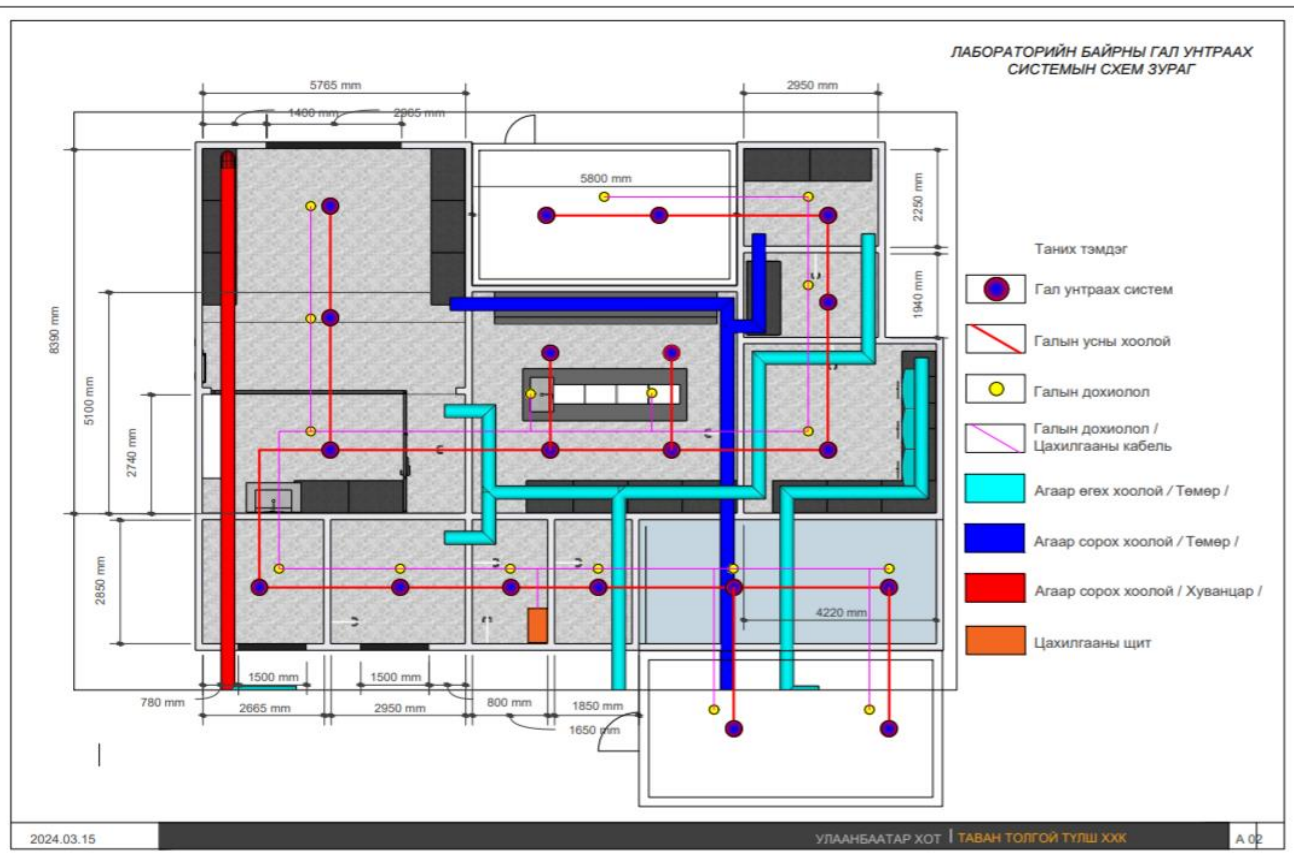 ЛАБОРАТОРИЙН БАЙРНЫ ГАЛ УНТРААХ
СИСТЕМЫН СХЕМ ЗУРАГ
5765 mm
2950 mm
1400 mm
2965 mm
5800 mm
2250 mm
1940 mm
8390 mm
5100 mm
2740 mm
2850 mm
Таних тэмдэг
Гал унтраах систем
Галын усны хоолой
Галын дохиолол
Галын дохиолол /
Цахилгааны кабель
Агаар өгөх хоолой / Төмөр /
Агаар сорох хоолой / Төмөр /
Агаар сорох хоолой / Хуванцар /
Цахилгааны щит
4220 mm
1500 mm
1500 mm
780 mm
2665 mm
2950 mm
800 mm
1850 mm
1650 mm
2024.03.15
УЛААНБААТАР ХОТ | ТАВАН ТОЛГОЙ ТҮЛШ ХХК
A 02